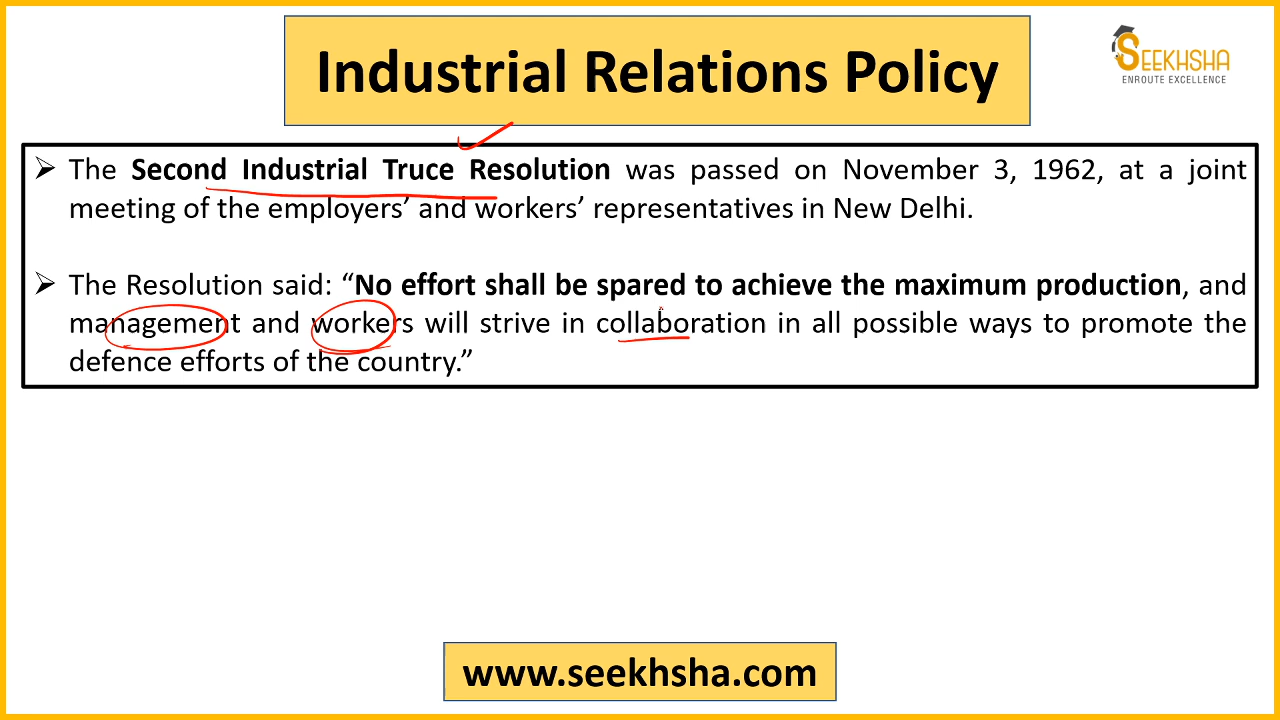 Industrial Relations Policy
SEEKHSHA
ENROUTE EXCELLENCE
➢ The Second Industrial Truce Resolution was passed on November 3, 1962, at a joint
meeting of the employers’ and workers’ representatives in New Delhi.
➢ The Resolution said: “No effort shall be spared to achieve the maximum production, and
management and workers will strive in collaboration in all possible ways to promote the
defence efforts of the country.”
www.seekhsha.com